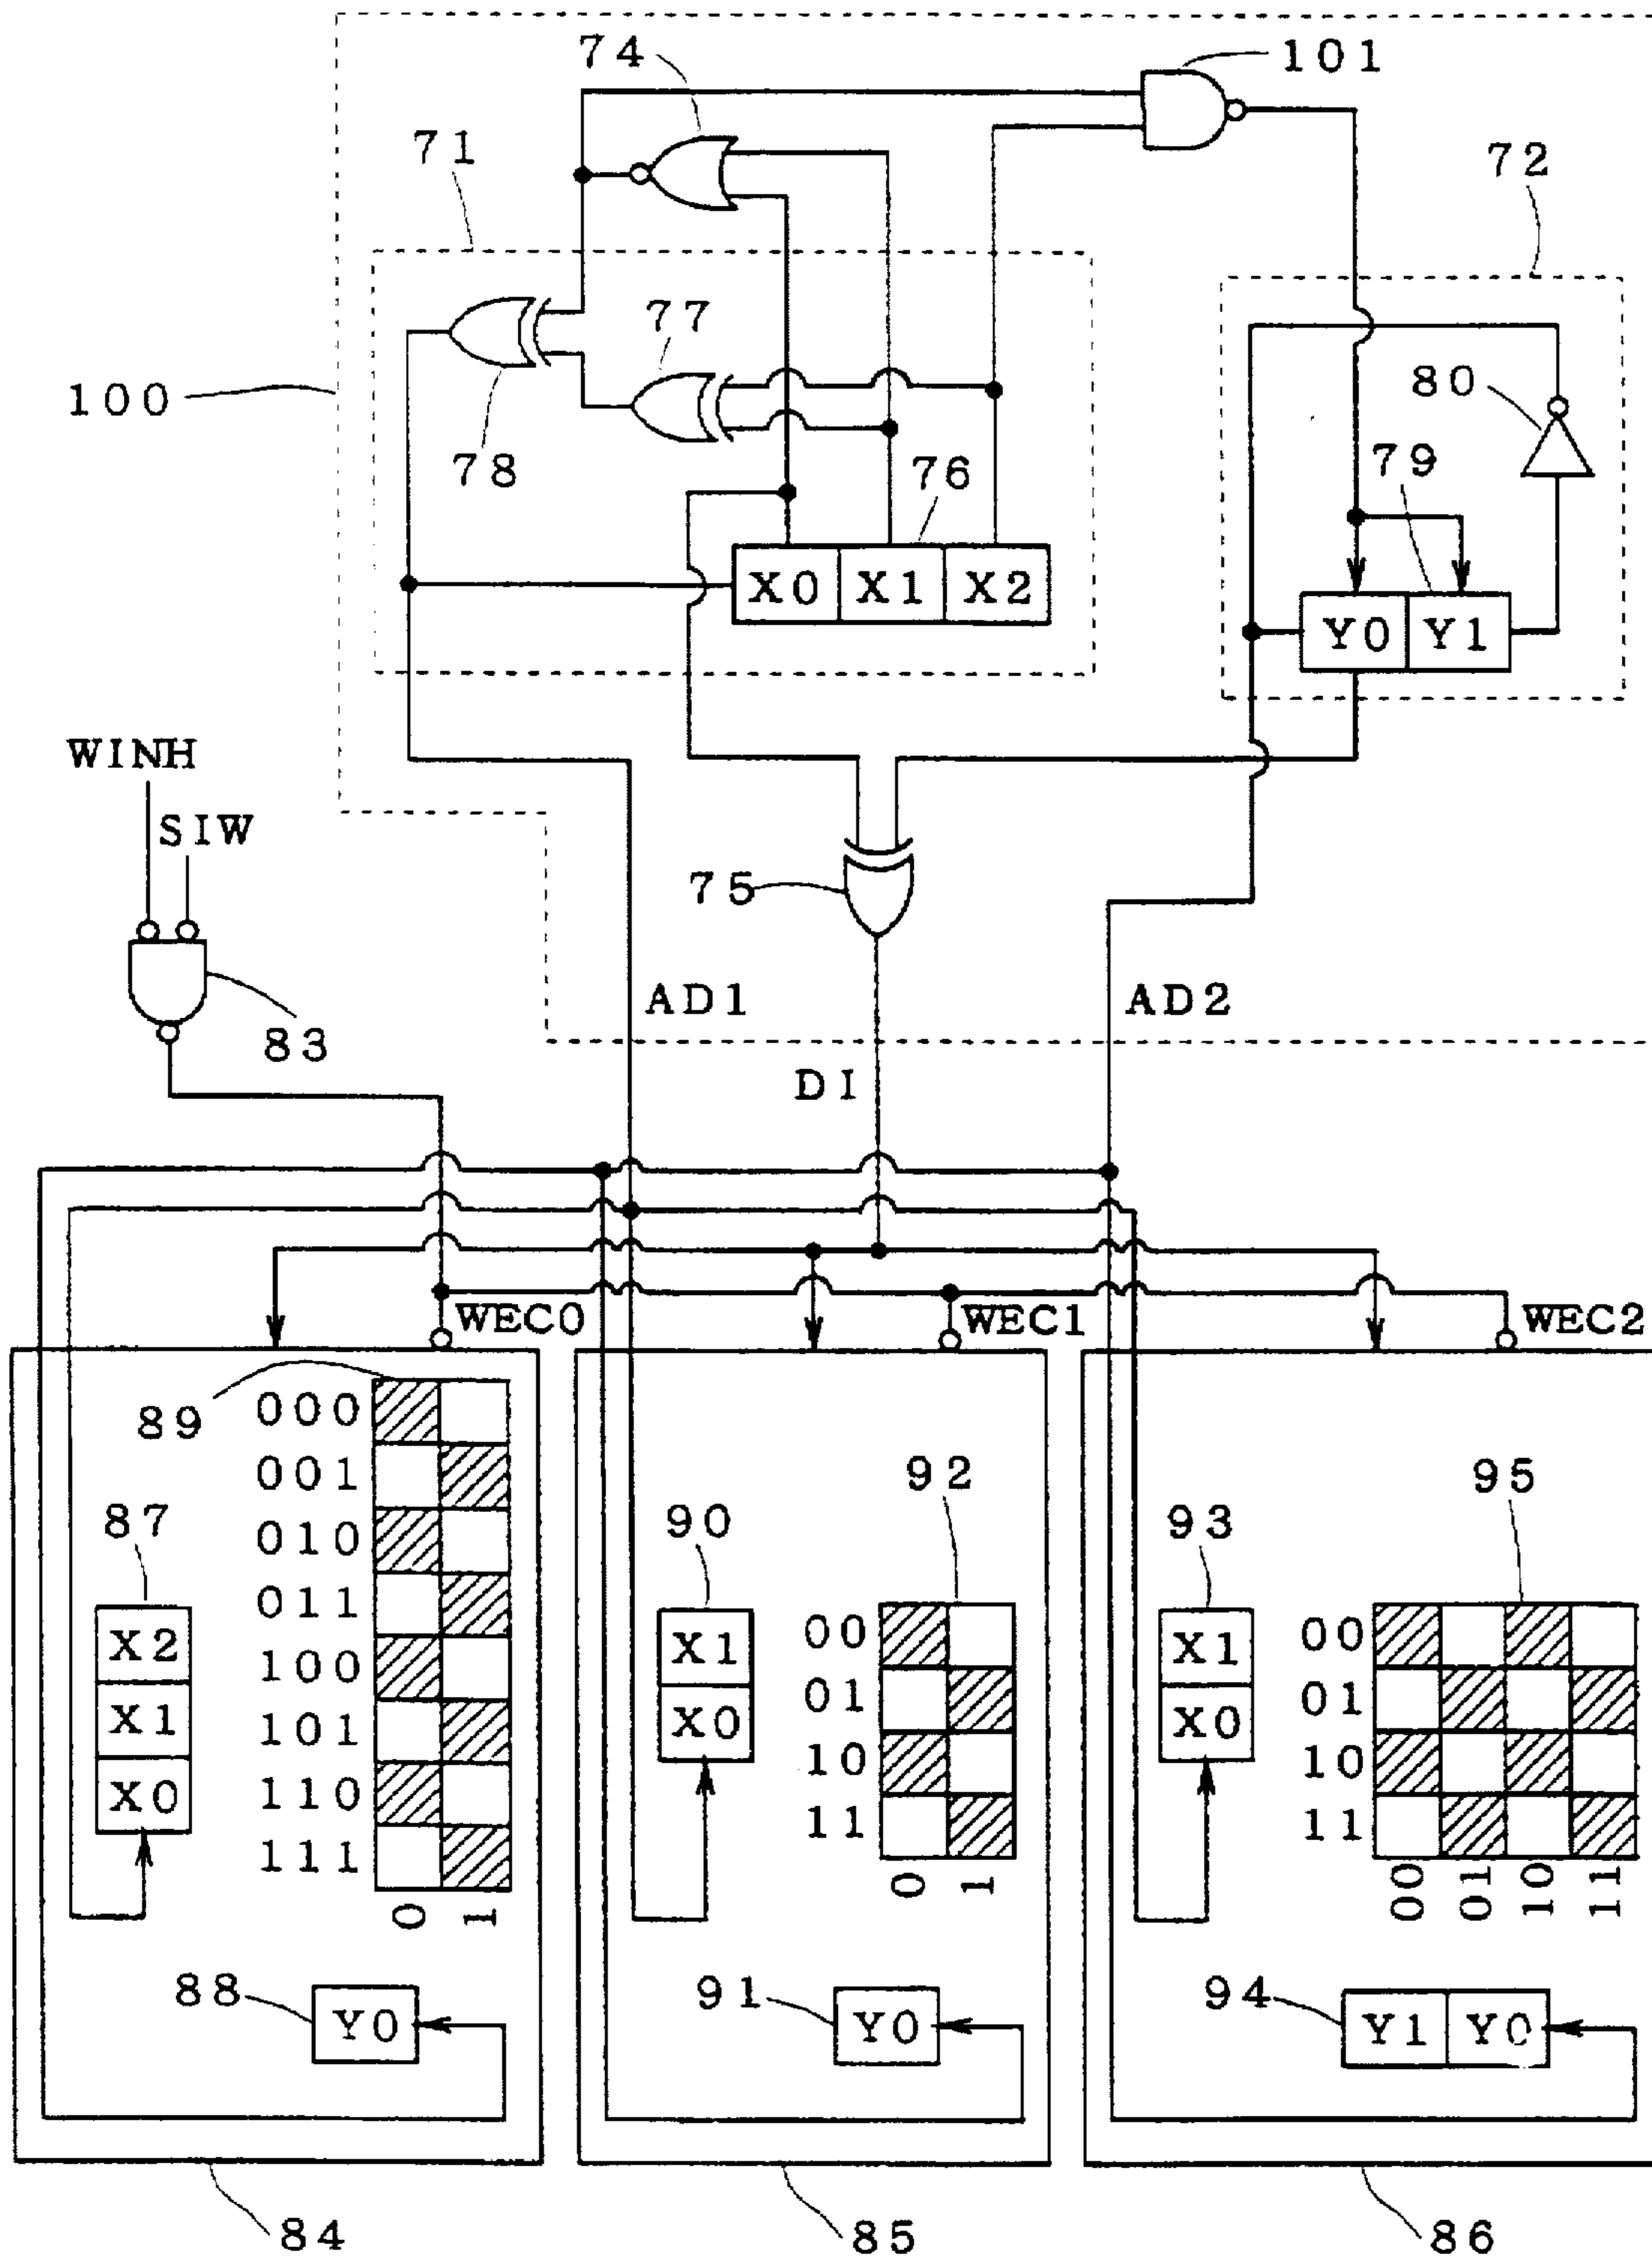 74
101
71
72
77
100
80
78
76
79
X0 X1 X2
Y0 Y1
WINH
SIW
75
AD1
AD2
83
DI
WEC0
WEC1
WEC2
89
000
001
010
011
100
101
110
111
0 1
87
X2
X1
X0
88
Y0
84
90
X1
X0
92
00
01
10
11
0 1
91
Y0
85
93
X1
X0
95
00
01
10
11
00 01 10 11
94
Y1 Y0
86